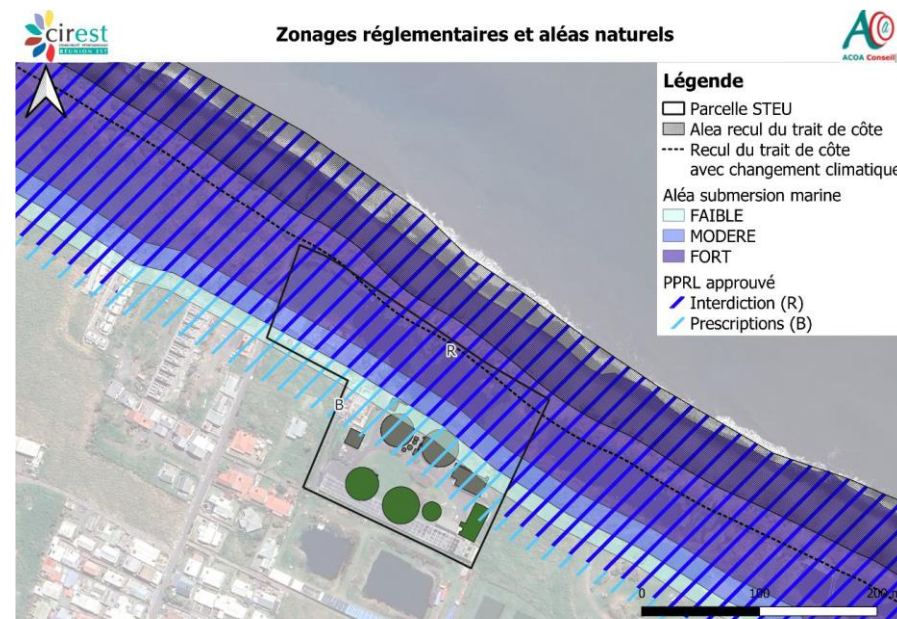 cirest
RÉUNION EST
Zonages réglementaires et aléas naturels
ACOA Conseil
Légende
Parcelle STEU
Alea recul du trait de côte
Recul du trait de côte
avec changement climatique
Aléa submersion marine
FAIBLE
MODERE
FORT
PPRL approuvé
Interdiction (R)
Prescriptions (B)
R
B
0 100 200 m